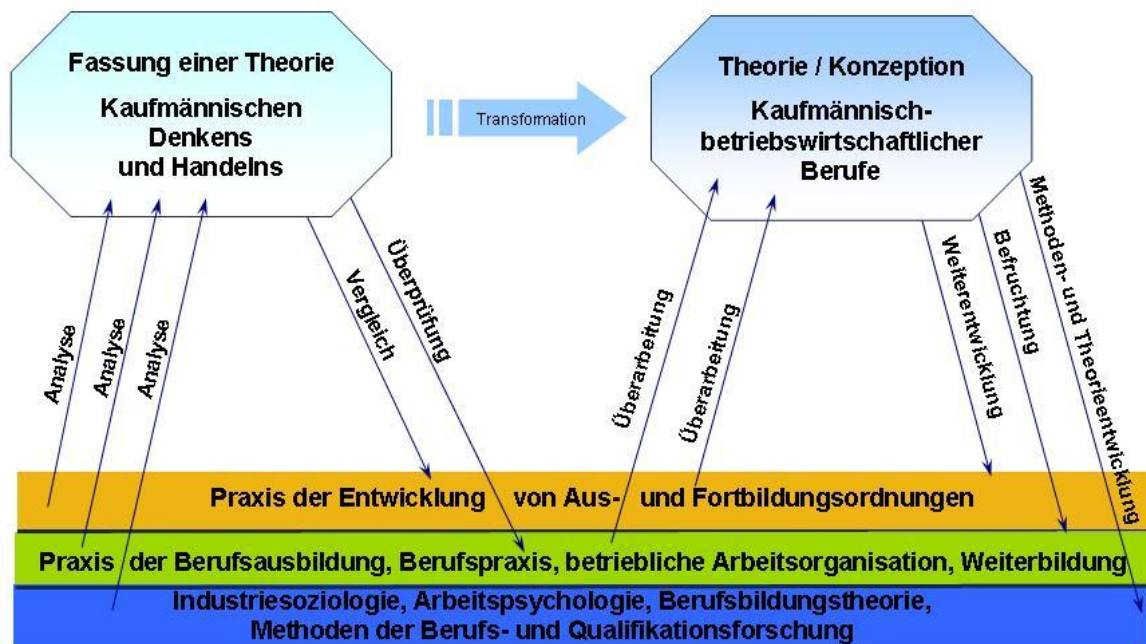 Fassung einer Theorie
Kaufmännischen
Denkens
und Handelns
Transformation
Theorie / Konzeption
Kaufmännisch-
betriebswirtschaftlicher
Berufe
Analyse
Analyse
Analyse
Vergleich
Überprüfung
Überarbeitung
Überarbeitung
Weiterentwicklung
Befruchtung
Methoden- und Theorieentwicklung
Praxis der Entwicklung von Aus- und Fortbildungsordnungen
Praxis der Berufsausbildung, Berufspraxis, betriebliche Arbeitsorganisation, Weiterbildung
Industriesoziologie, Arbeitspsychologie, Berufsbildungstheorie,
Methoden der Berufs- und Qualifikationsforschung